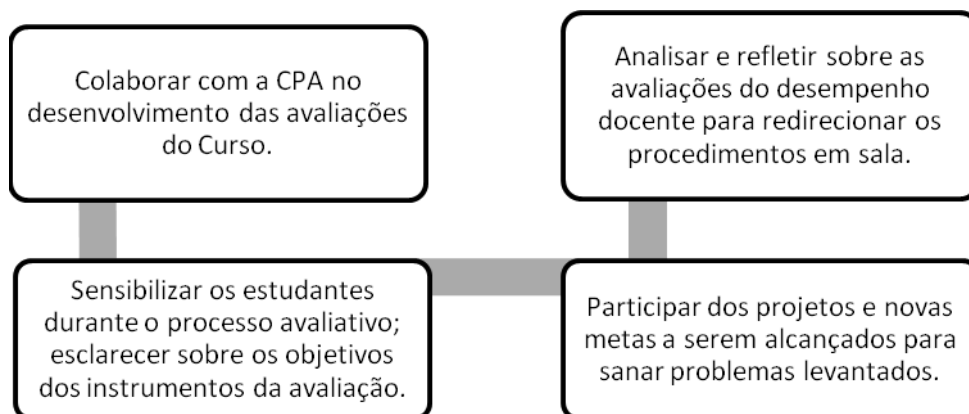 Colaborar com a CPA no
desenvolvimento das avaliações
do Curso.
Sensibilizar os estudantes
durante o processo avaliativo;
esclarecer sobre os objetivos
dos instrumentos da avaliação.
Participar dos projetos e novas
metas a serem alcançados para
sanar problemas levantados.
Analisar e refletir sobre as
avaliações do desempenho
docente para redirecionar os
procedimentos em sala.